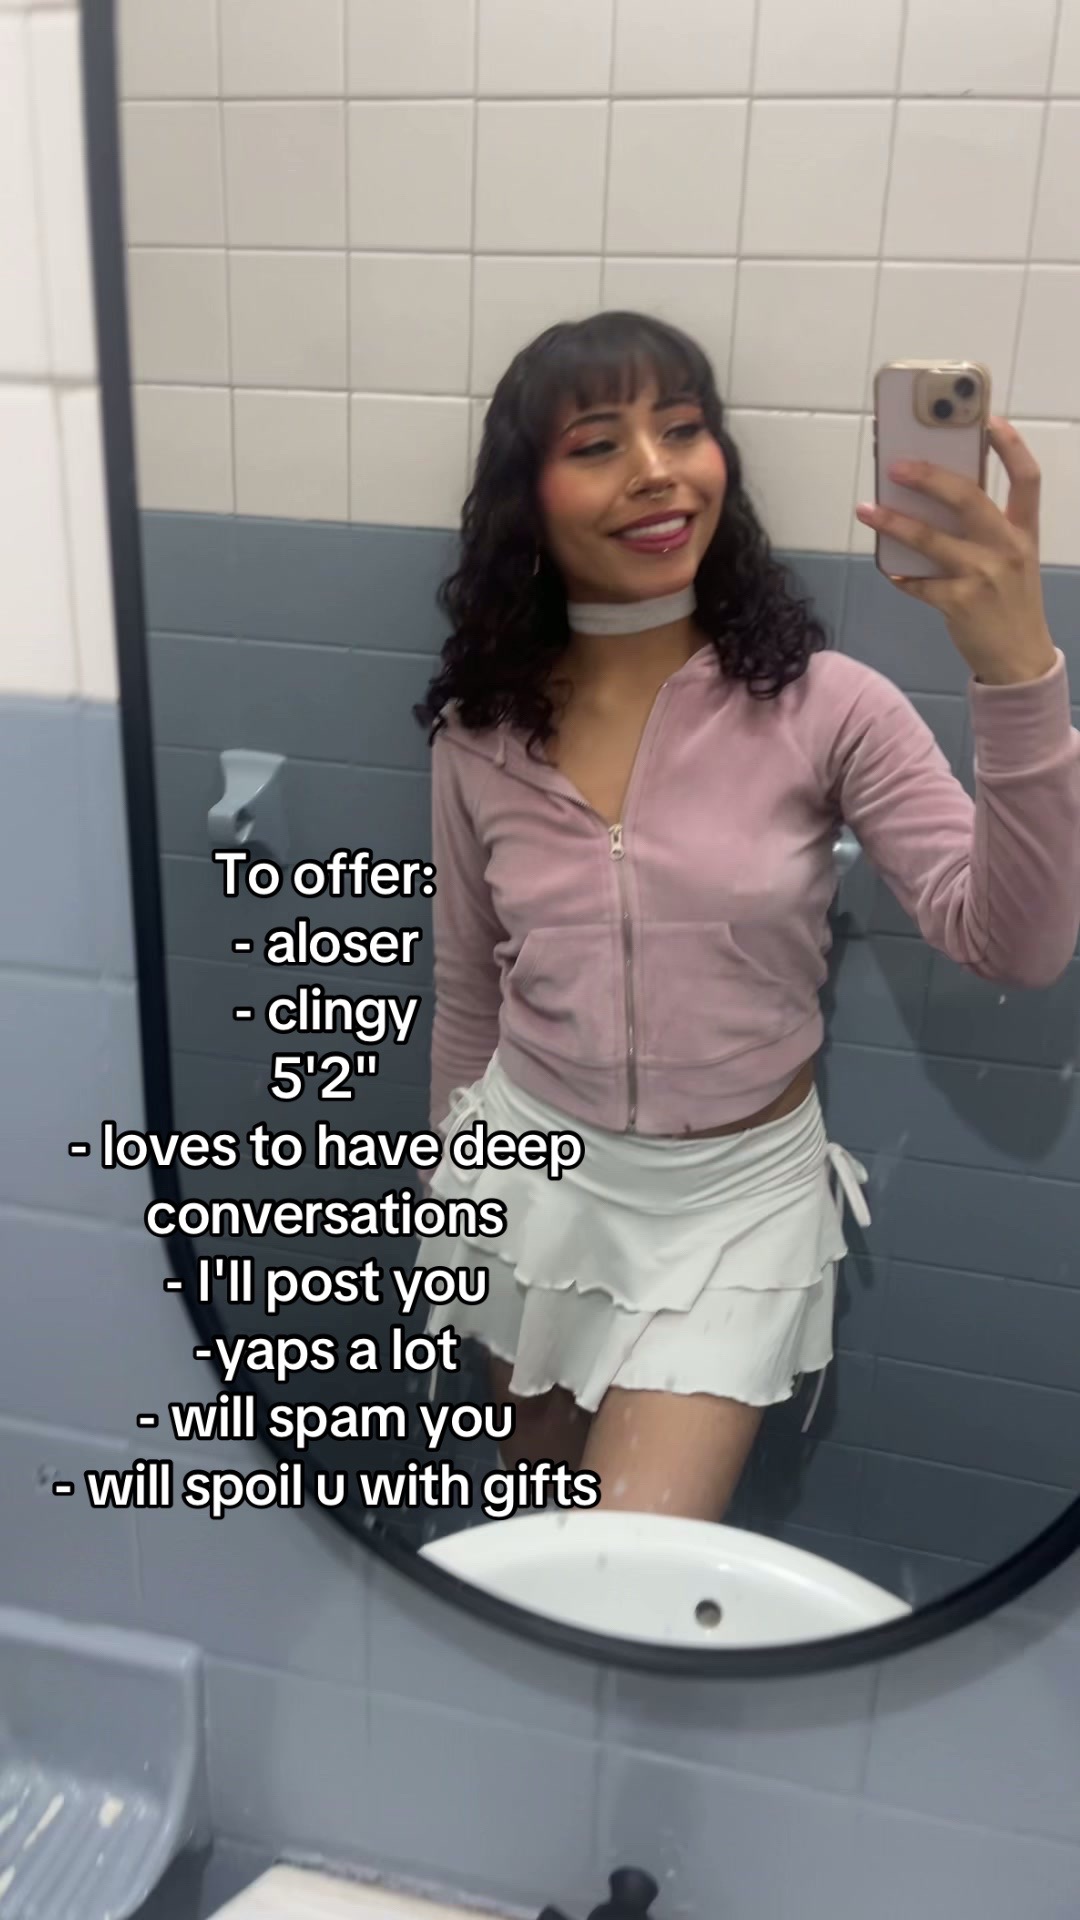 To offer:
- aloser
- clingy
5'2"
- loves to have deep
conversations
- I'll post you
-yaps a lot
- will spam you
- will spoil u with gifts